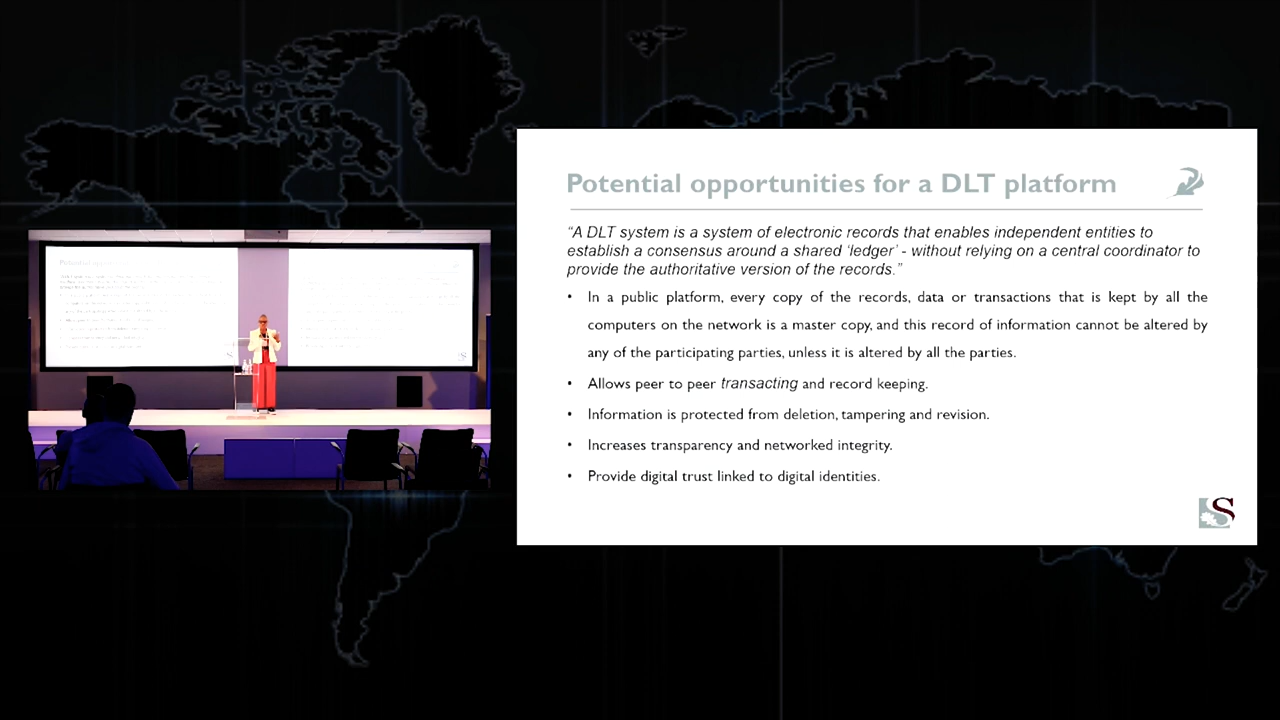 Potential opportunities for a DLT platform
“A DLT system is a system of electronic records that enables independent entities to
establish a consensus around a shared ‘ledger’ - without relying on a central coordinator to
provide the authoritative version of the records.”
• In a public platform, every copy of the records, data or transactions that is kept by all the
computers on the network is a master copy, and this record of information cannot be altered by
any of the participating parties, unless it is altered by all the parties.
• Allows peer to peer transacting and record keeping.
• Information is protected from deletion, tampering and revision.
• Increases transparency and networked integrity.
• Provide digital trust linked to digital identities.